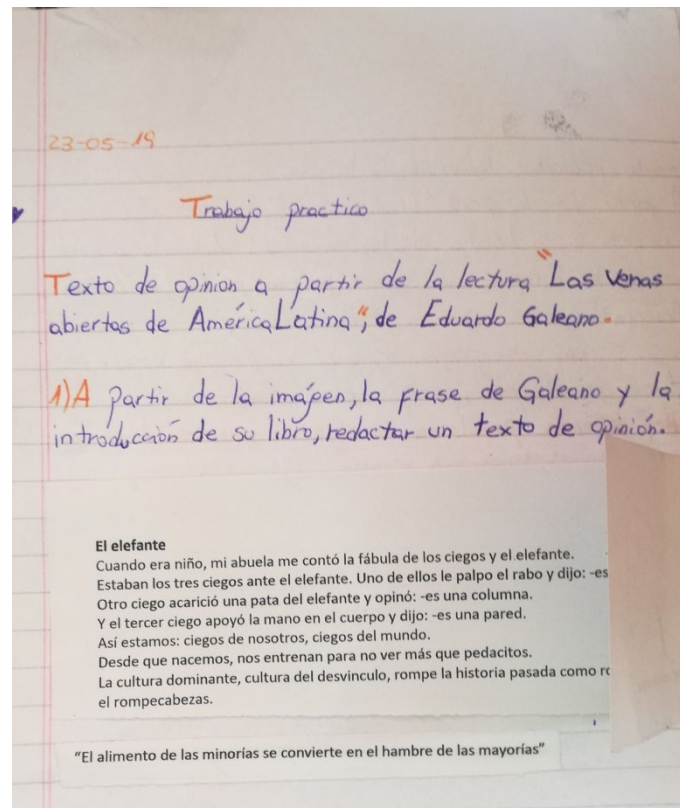 23-05-19
Trabajo practico
Texto de opinion a partir de la lectura "Las Venas
abiertas de América Latina", de Eduardo Galeano.
1) A partir de la imágen, la frase de Galeano y la
introducción de su libro, redactar un texto de opinión.
El elefante
Cuando era niño, mi abuela me contó la fábula de los ciegos y el elefante.
Estaban los tres ciegos ante el elefante. Uno de ellos le palpo el rabo y dijo: -es
Otro ciego acarició una pata del elefante y opinó: -es una columna.
Y el tercer ciego apoyó la mano en el cuerpo y dijo: -es una pared.
Así estamos: ciegos de nosotros, ciegos del mundo.
Desde que nacemos, nos entrenan para no ver más que pedacitos.
La cultura dominante, cultura del desvinculo, rompe la historia pasada como
el rompecabezas.
"El alimento de las minorías se convierte en el hambre de las mayorías"